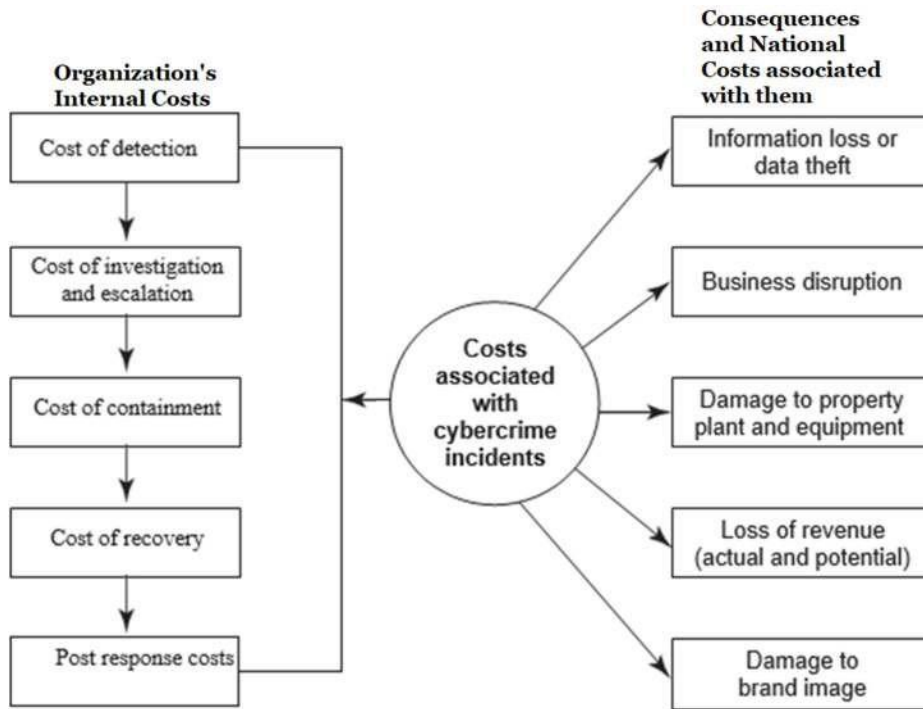 Organization's
Internal Costs
Cost of detection
Cost of investigation
and escalation
Cost of containment
Cost of recovery
Post response costs
Costs
associated
with
cybercrime
incidents
Consequences
and National
Costs associated
with them
Information loss or
data theft
Business disruption
Damage to property
plant and equipment
Loss of revenue
(actual and potential)
Damage to
brand image